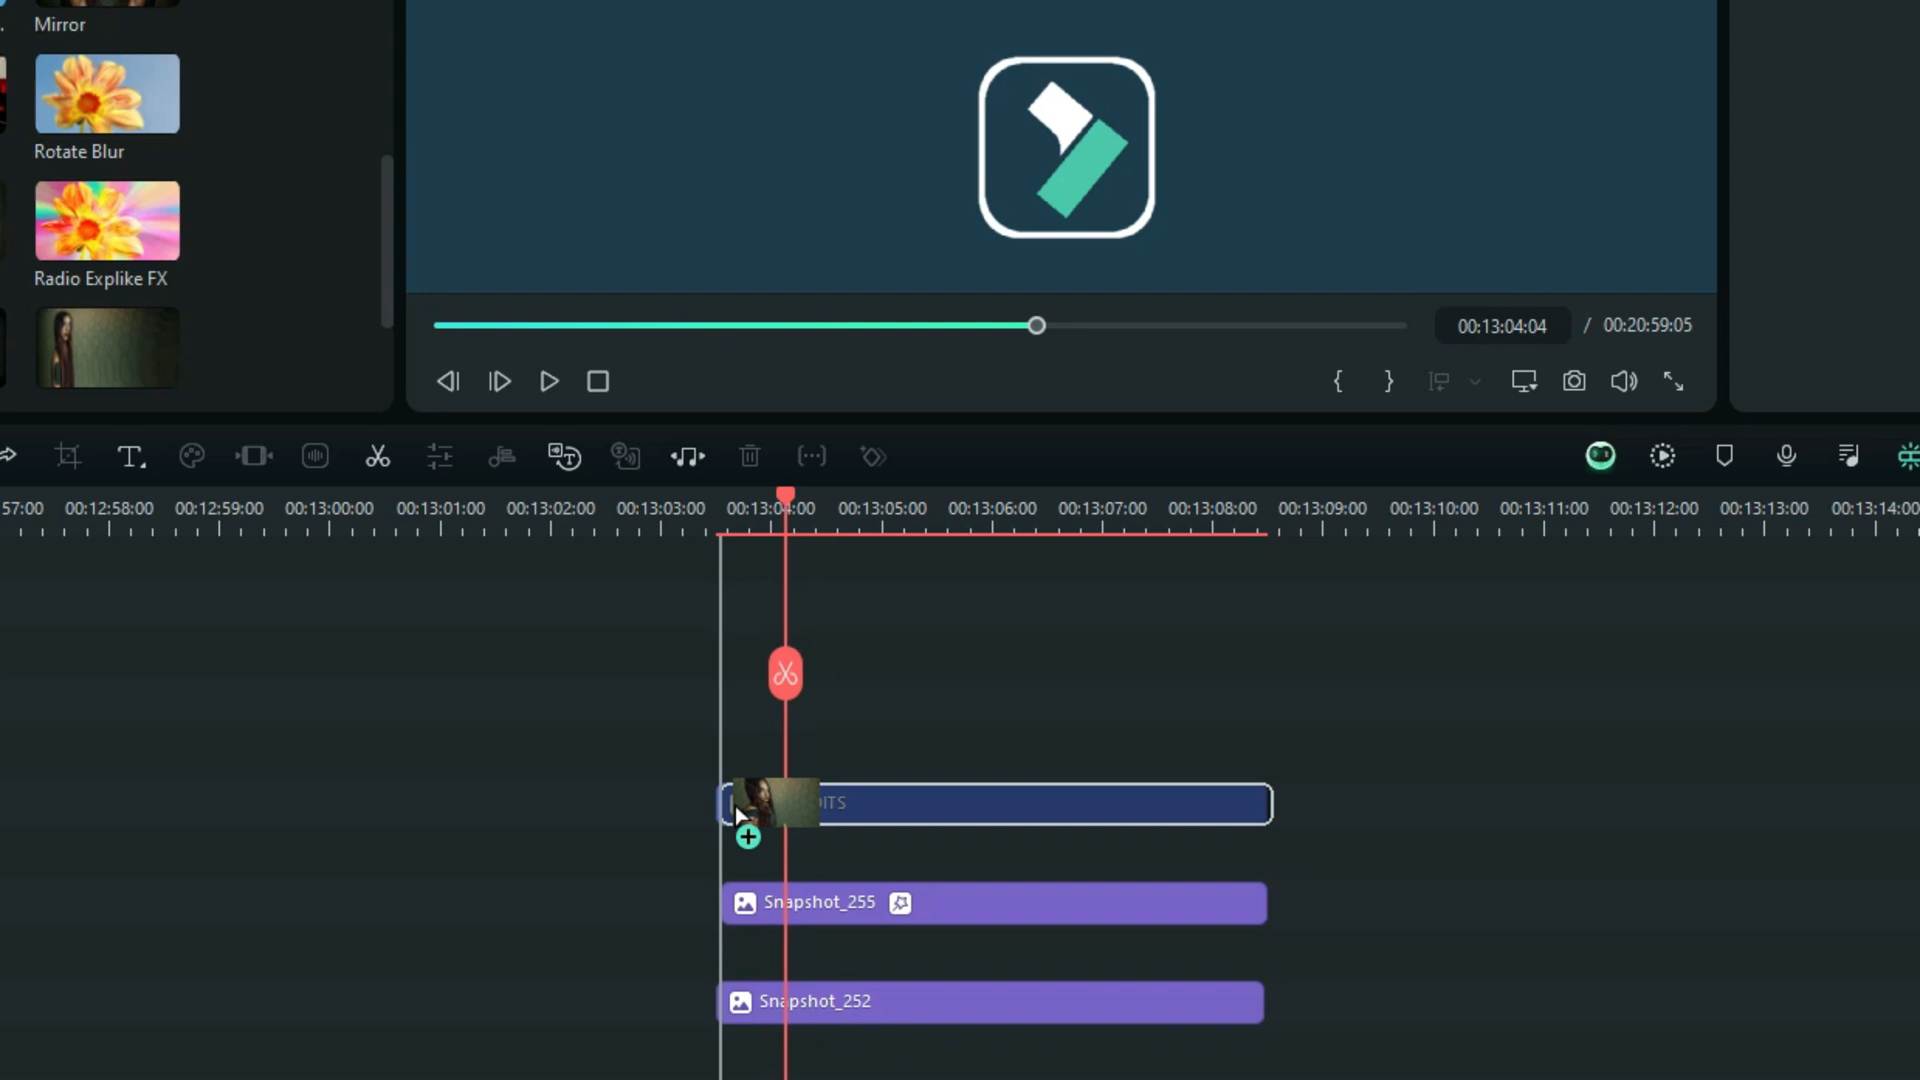 Mirror
Rotate Blur
Radio Explike FX
00:13:04:04 / 00:20:59:05
57:00 00:12:58:00 00:12:59:00 00:13:00:00 00:13:01:00 00:13:02:00 00:13:03:00 00:13:04:00 00:13:05:00 00:13:06:00 00:13:07:00 00:13:08:00 00:13:09:00 00:13:10:00 00:13:11:00 00:13:12:00 00:13:13:00 00:13:14:00
DITS
Snapshot_255
Snapshot_252